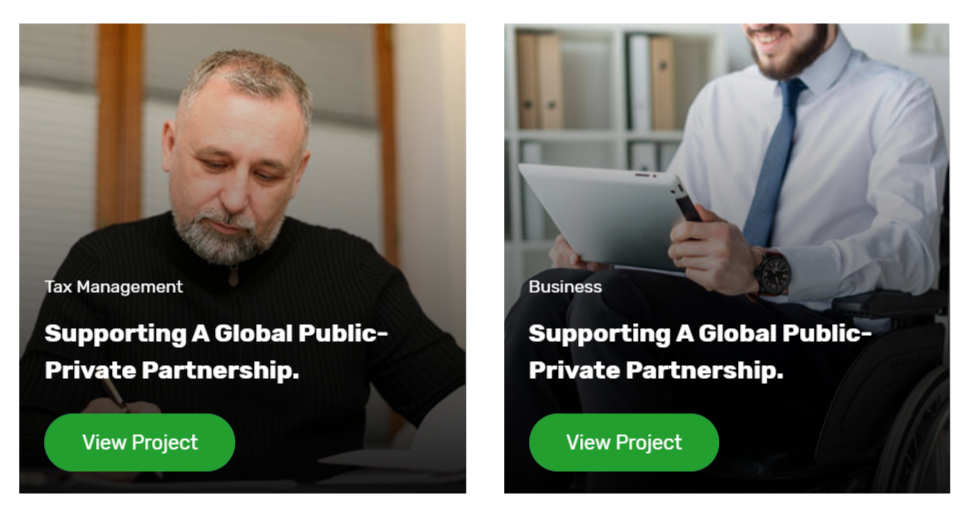 Tax Management
Supporting A Global Public-
Private Partnership.
View Project
Business
Supporting A Global Public-
Private Partnership.
View Project